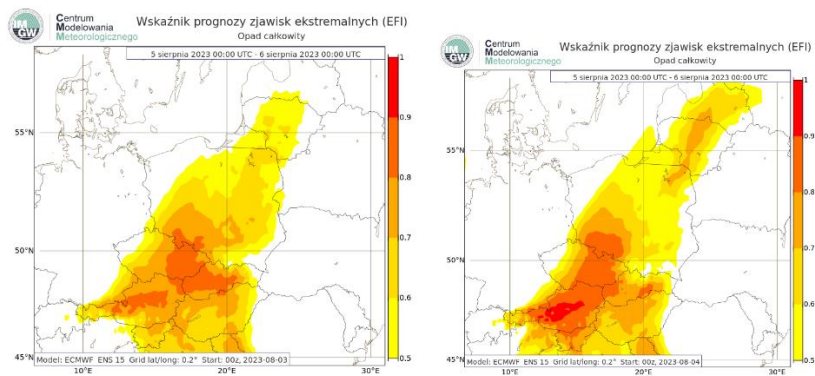 IM
GW
Centrum
Modelowania
Meteorologicznego
Wskaźnik prognozy zjawisk ekstremalnych (EFI)
Opad całkowity
5 sierpnia 2023 00:00 UTC - 6 sierpnia 2023 00:00 UTC
55°N
50°N
45°N
10°E
20°E
30°E
1
0.9
0.8
0.7
0.6
0.5
Model: ECMWF ENS 15 Grid lat/long: 0.2° Start: 00z, 2023-08-03
IM
GW
Centrum
Modelowania
Meteorologicznego
Wskaźnik prognozy zjawisk ekstremalnych (EFI)
Opad całkowity
5 sierpnia 2023 00:00 UTC - 6 sierpnia 2023 00:00 UTC
55°N
50°N
45°N
10°E
20°E
30°E
1
0.9
0.8
0.7
0.6
0.5
Model: ECMWF ENS 15 Grid lat/long: 0.2° Start: 00z, 2023-08-04